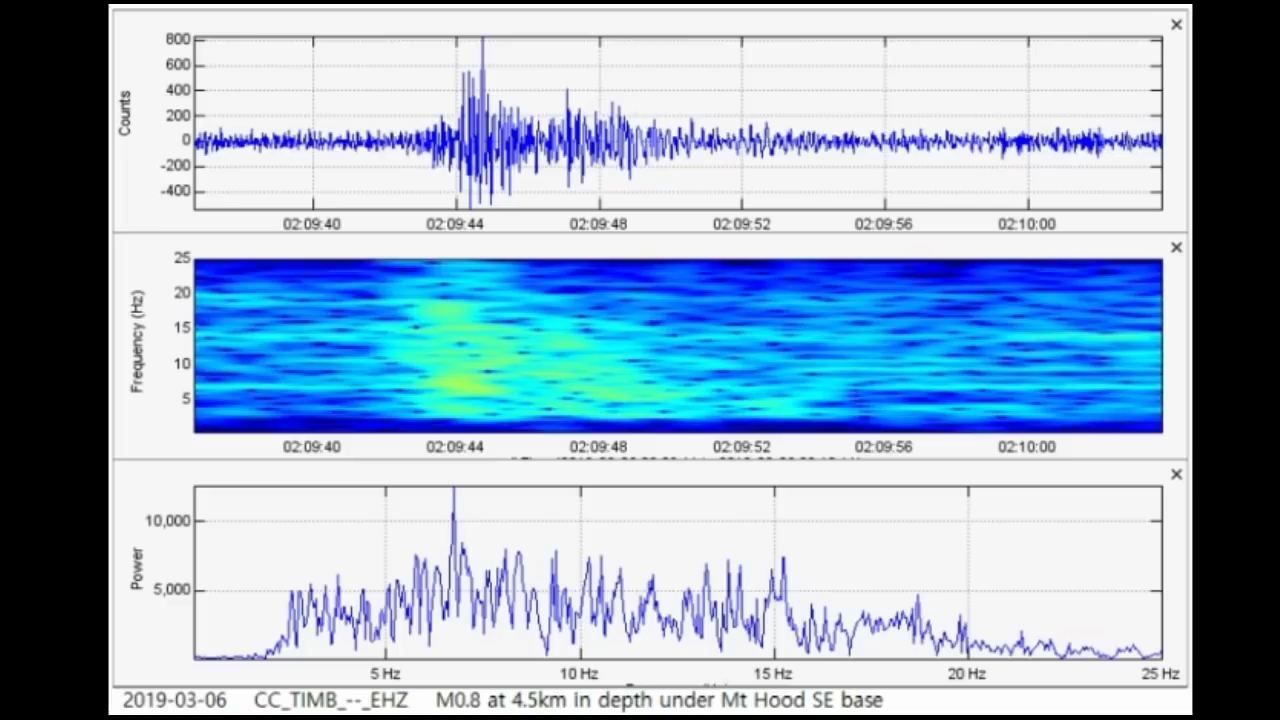 800
600
400
200
0
-200
-400
Counts
02:09:40 02:09:44 02:09:48 02:09:52 02:09:56 02:10:00
25
20
15
10
5
Frequency (Hz)
02:09:40 02:09:44 02:09:48 02:09:52 02:09:56 02:10:00
10,000
5,000
Power
5 Hz 10 Hz 15 Hz 20 Hz 25 Hz
2019-03-06 CC_TIMB_--_EHZ M0.8 at 4.5km in depth under Mt Hood SE base